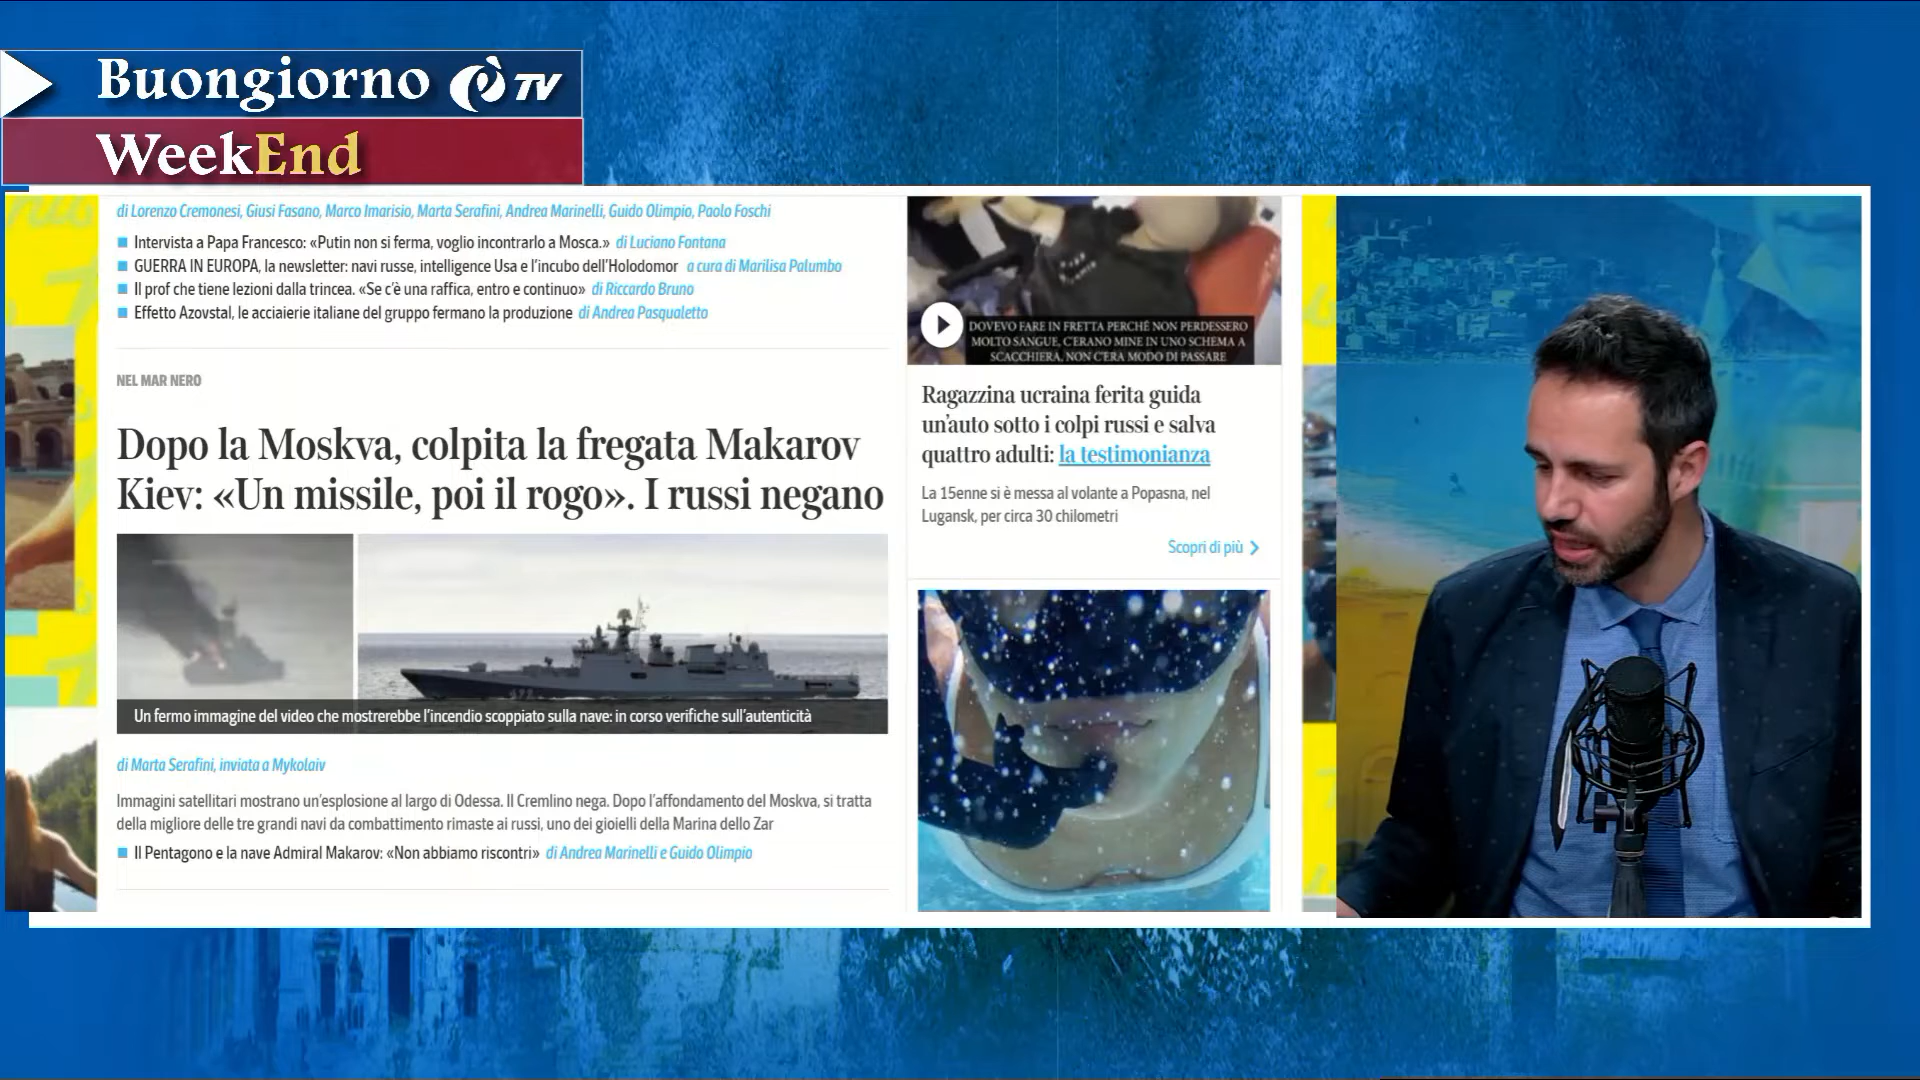 Buongiorno è TV
WeekEnd
di Lorenzo Cremonesi, Giusi Fasano, Marco Imarisio, Marta Serafini, Andrea Marinelli, Guido Olimpio, Paolo Foschi
Intervista a Papa Francesco: «Putin non si ferma, voglio incontrarlo a Mosca.» di Luciano Fontana
GUERRA IN EUROPA, la newsletter: navi russe, intelligence Usa e l'incubo dell'Holodomor a cura di Marilisa Palumbo
Il prof che tiene lezioni dalla trincea. «Se c'è una raffica, entro e continuo» di Riccardo Bruno
Effetto Azovstal, le acciaierie italiane del gruppo fermano la produzione di Andrea Pasqualetto
NEL MAR NERO
Dopo la Moskva, colpita la fregata Makarov
Kiev: «Un missile, poi il rogo». I russi negano
Un fermo immagine del video che mostrerebbe l'incendio scoppiato sulla nave: in corso verifiche sull'autenticità
di Marta Serafini, inviata a Mykolaiv
Immagini satellitari mostrano un'esplosione al largo di Odessa. Il Cremlino nega. Dopo l'affondamento del Moskva, si tratta
della migliore delle tre grandi navi da combattimento rimaste ai russi, uno dei gioielli della Marina dello Zar
Il Pentagono e la nave Admiral Makarov: «Non abbiamo riscontri» di Andrea Marinelli e Guido Olimpio
DOVEVO FARE IN FRETTA PERCHÉ NON PERDESSERO
MOLTO SANGUE, C'ERANO MINE IN UNO SCHEMA A
SCACCHIERA, NON C'ERA MODO DI PASSARE
Ragazzina ucraina ferita guida
un'auto sotto i colpi russi e salva
quattro adulti: la testimonianza
La 15enne si è messa al volante a Popasna, nel
Lugansk, per circa 30 chilometri
Scopri di più